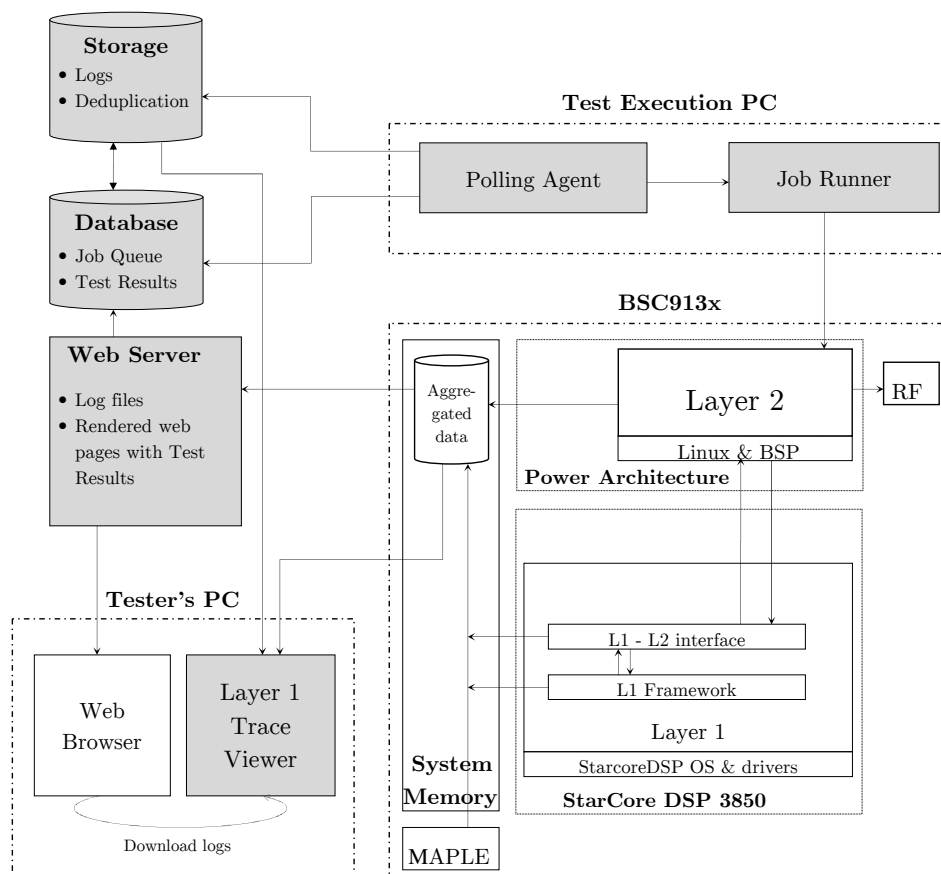 Storage
• Logs
• Deduplication
Test Execution PC
Polling Agent
Job Runner
Database
• Job Queue
• Test Results
BSC913x
Web Server
• Log files
• Rendered web
pages with Test
Results
Aggre-
gated
data
Layer 2
RF
Linux & BSP
Power Architecture
Tester's PC
L1 - L2 interface
L1 Framework
Layer 1
StarcoreDSP OS & drivers
StarCore DSP 3850
Web
Browser
Layer 1
Trace
Viewer
System
Memory
Download logs
MAPLE